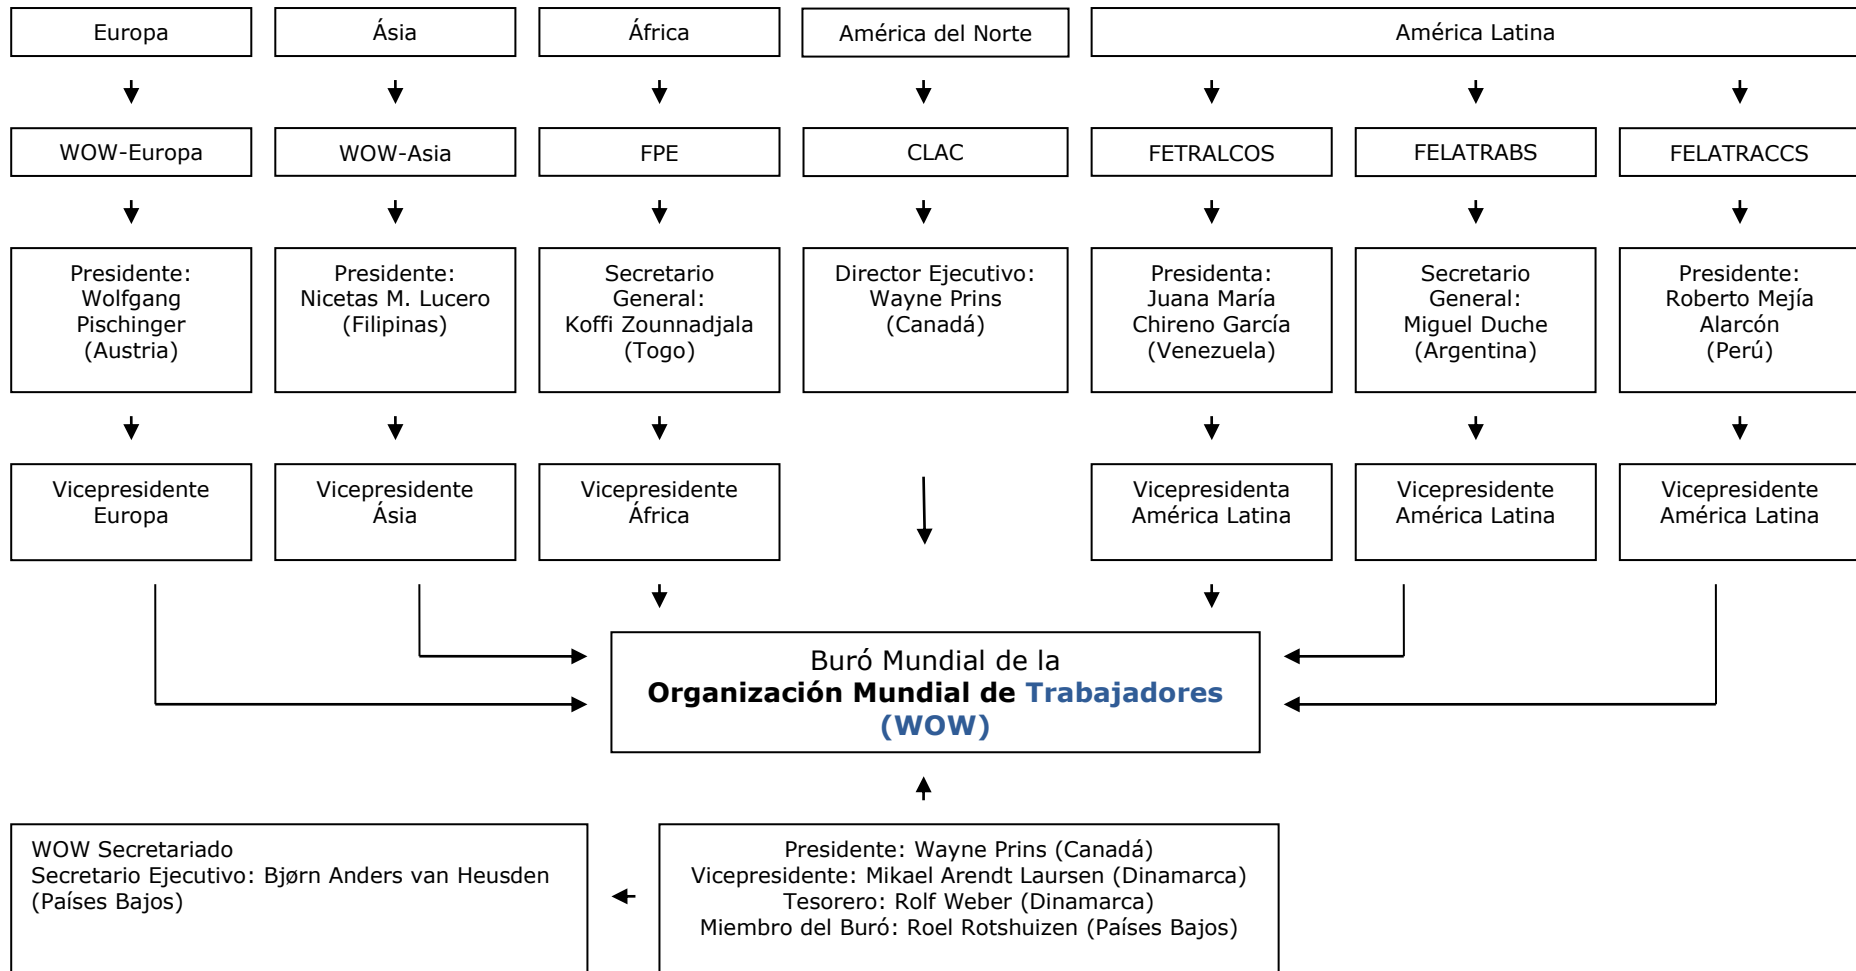 Europa
Ásia
África
América del Norte
América Latina
WOW-Europa
WOW-Asia
FPE
CLAC
FETRALCOS
FELATRABS
FELATRACCS
Presidente:
Wolfgang
Pischinger
(Austria)
Presidente:
Nicetas M. Lucero
(Filipinas)
Secretario
General:
Koffi Zounnadjala
(Togo)
Director Ejecutivo:
Wayne Prins
(Canadá)
Presidenta:
Juana María
Chireno García
(Venezuela)
Secretario
General:
Miguel Duche
(Argentina)
Presidente:
Roberto Mejía
Alarcón
(Perú)
Vicepresidente
Europa
Vicepresidente
Ásia
Vicepresidente
África
Vicepresidenta
América Latina
Vicepresidente
América Latina
Vicepresidente
América Latina
Buró Mundial de la
Organización Mundial de Trabajadores
(WOW)
WOW Secretariado
Secretario Ejecutivo: Bjørn Anders van Heusden
(Países Bajos)
Presidente: Wayne Prins (Canadá)
Vicepresidente: Mikael Arendt Laursen (Dinamarca)
Tesorero: Rolf Weber (Dinamarca)
Miembro del Buró: Roel Rotshuizen (Países Bajos)